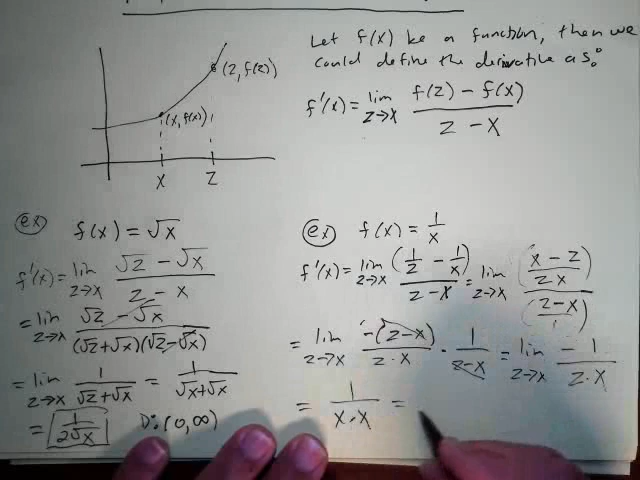 Let f(x) be a function, then we
could define the derivative as:
f'(x) = lim z→x (f(z) - f(x)) / (z - x)
(z, f(z))
(x, f(x))
x z
ex f(x) = √x
f'(x) = lim z→x (√z - √x) / (z - x)
= lim z→x (√z - √x) / ((√z + √x)(√z - √x))
= lim z→x 1 / (√z + √x) = 1 / (√x + √x)
= 1 / (2√x) D: (0, ∞)
ex f(x) = 1/x
f'(x) = lim z→x (1/z - 1/x) / (z - x) = lim z→x ((x - z) / (z x)) / ((z - x) / 1)
= lim z→x (-(z - x)) / (z · x) · 1 / (z - x) = lim z→x (-1) / (z · x)
= 1 / (x · x) =